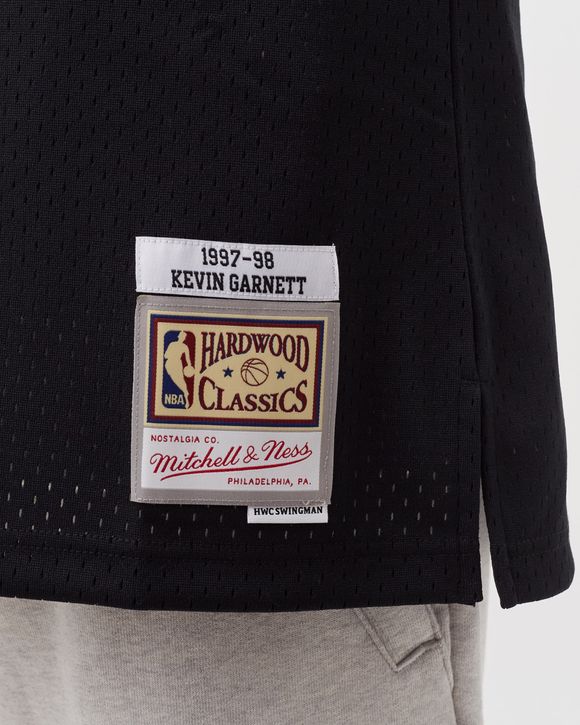 1997-98
KEVIN GARNETT
NBA
HARDWOOD
CLASSICS
NOSTALGIA CO.
Mitchell & Ness
PHILADELPHIA, PA.
HWC SWINGMAN